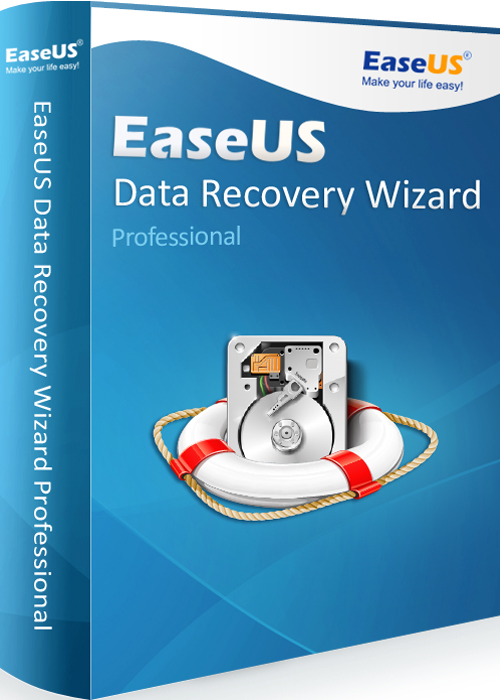 EaseUS®
Make your life easy!
EaseUS Data Recovery Wizard Professional
EaseUS®
Make your life easy!
EaseUS
Data Recovery Wizard
Professional